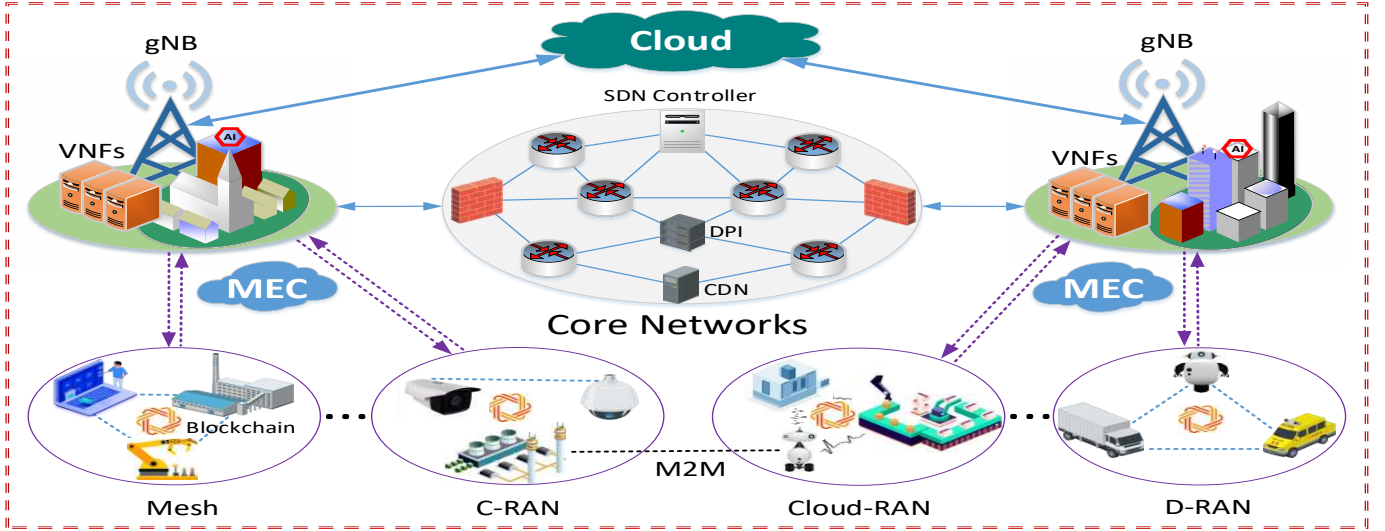 Cloud
gNB
gNB
SDN Controller
AI
AI
VNFs
VNFs
DPI
MEC
MEC
CDN
Core Networks
Blockchain
M2M
Mesh
C-RAN
Cloud-RAN
D-RAN